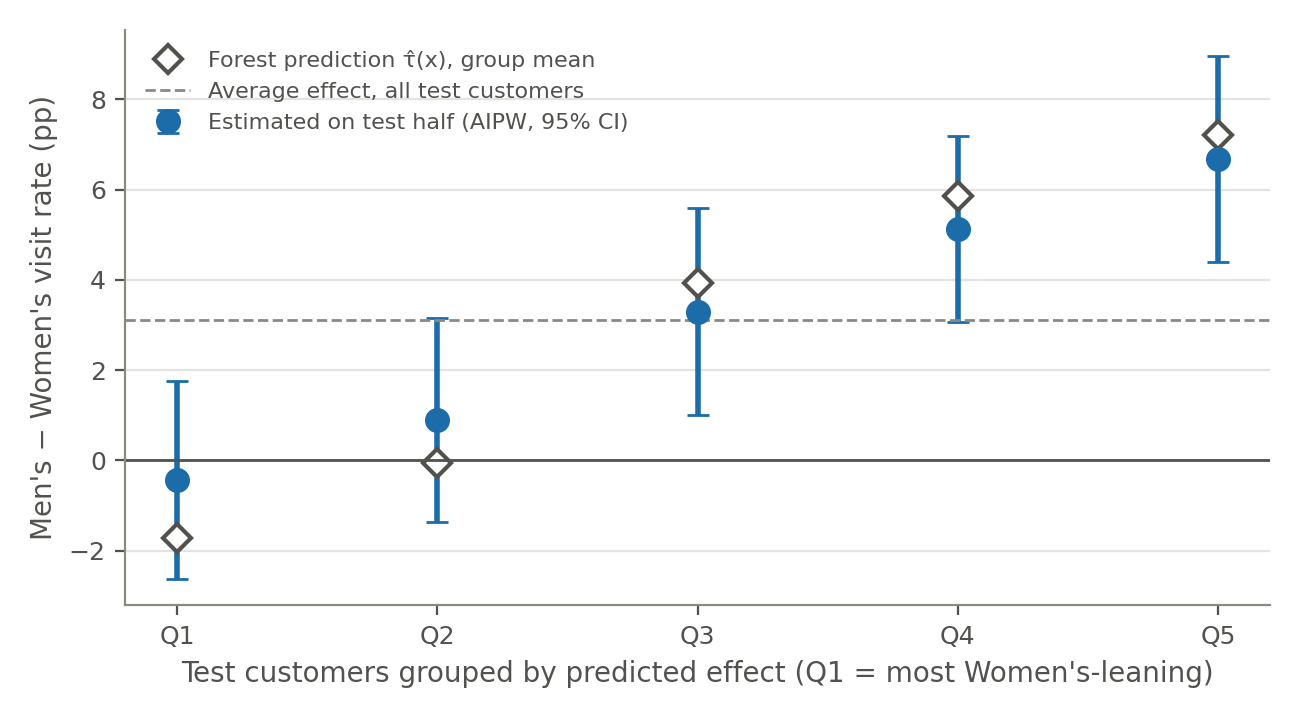 Forest prediction τ̂(x), group mean
Average effect, all test customers
Estimated on test half (AIPW, 95% CI)
Men's − Women's visit rate (pp)
8
6
4
2
0
−2
Q1 Q2 Q3 Q4 Q5
Test customers grouped by predicted effect (Q1 = most Women's-leaning)